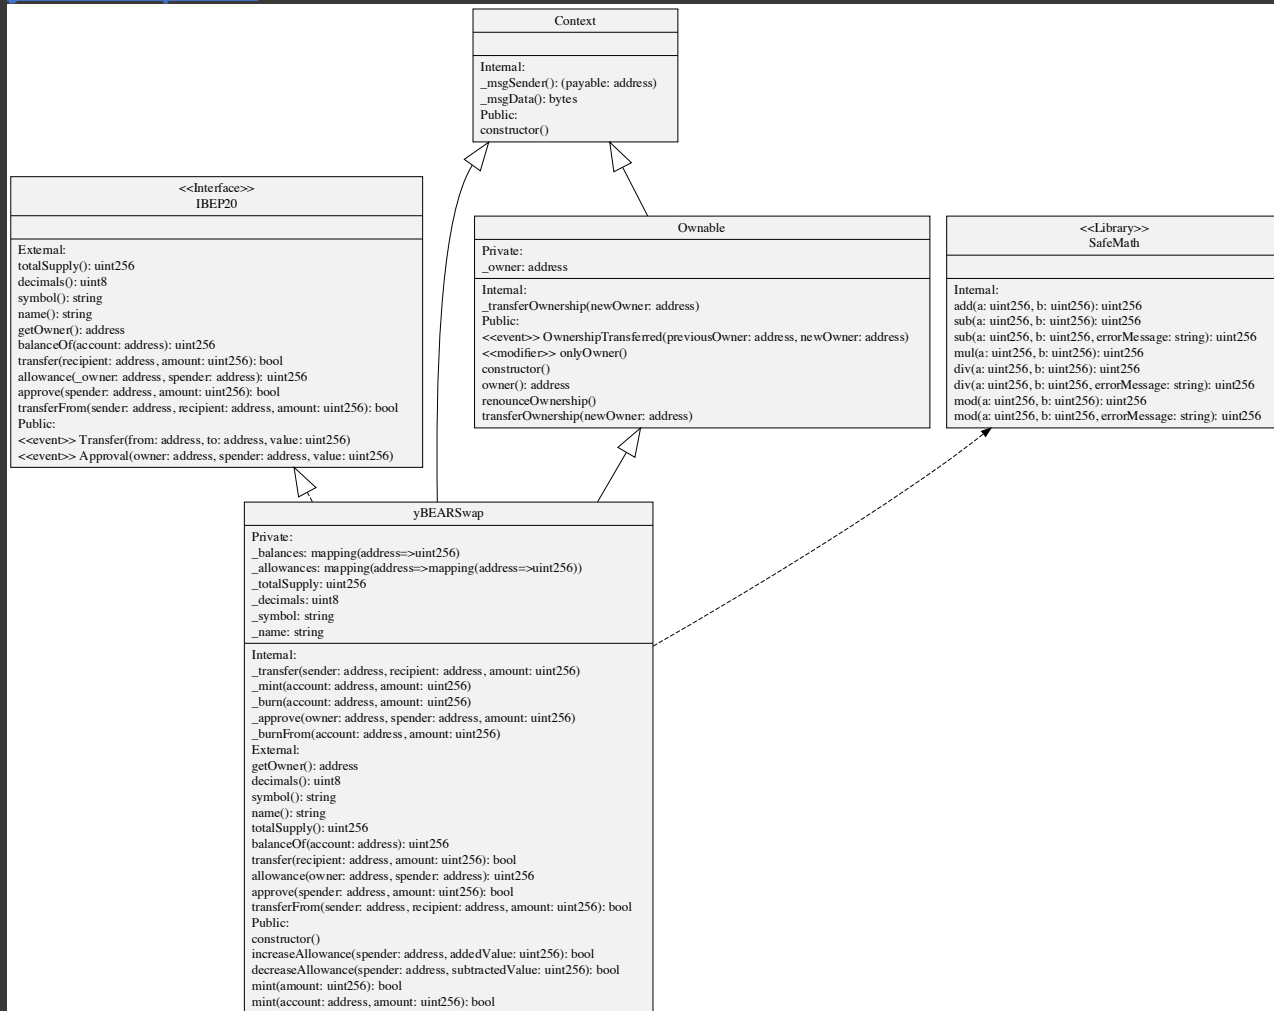 Context
Internal:
_msgSender(): (payable: address)
_msgData(): bytes
Public:
constructor()
<<Interface>>
IBEP20
External:
totalSupply(): uint256
decimals(): uint8
symbol(): string
name(): string
getOwner(): address
balanceOf(account: address): uint256
transfer(recipient: address, amount: uint256): bool
allowance(_owner: address, spender: address): uint256
approve(spender: address, amount: uint256): bool
transferFrom(sender: address, recipient: address, amount: uint256): bool
Public:
<<event>> Transfer(from: address, to: address, value: uint256)
<<event>> Approval(owner: address, spender: address, value: uint256)
Ownable
Private:
_owner: address
Internal:
_transferOwnership(newOwner: address)
Public:
<<event>> OwnershipTransferred(previousOwner: address, newOwner: address)
<<modifier>> onlyOwner()
constructor()
owner(): address
renounceOwnership()
transferOwnership(newOwner: address)
<<Library>>
SafeMath
Internal:
add(a: uint256, b: uint256): uint256
sub(a: uint256, b: uint256): uint256
sub(a: uint256, b: uint256, errorMessage: string): uint256
mul(a: uint256, b: uint256): uint256
div(a: uint256, b: uint256): uint256
div(a: uint256, b: uint256, errorMessage: string): uint256
mod(a: uint256, b: uint256): uint256
mod(a: uint256, b: uint256, errorMessage: string): uint256
yBEARSwap
Private:
_balances: mapping(address=>uint256)
_allowances: mapping(address=>mapping(address=>uint256))
_totalSupply: uint256
_decimals: uint8
_symbol: string
_name: string
Internal:
_transfer(sender: address, recipient: address, amount: uint256)
_mint(account: address, amount: uint256)
_burn(account: address, amount: uint256)
_approve(owner: address, spender: address, amount: uint256)
_burnFrom(account: address, amount: uint256)
External:
getOwner(): address
decimals(): uint8
symbol(): string
name(): string
totalSupply(): uint256
balanceOf(account: address): uint256
transfer(recipient: address, amount: uint256): bool
allowance(owner: address, spender: address): uint256
approve(spender: address, amount: uint256): bool
transferFrom(sender: address, recipient: address, amount: uint256): bool
Public:
constructor()
increaseAllowance(spender: address, addedValue: uint256): bool
decreaseAllowance(spender: address, subtractedValue: uint256): bool
mint(amount: uint256): bool
mint(account: address, amount: uint256): bool